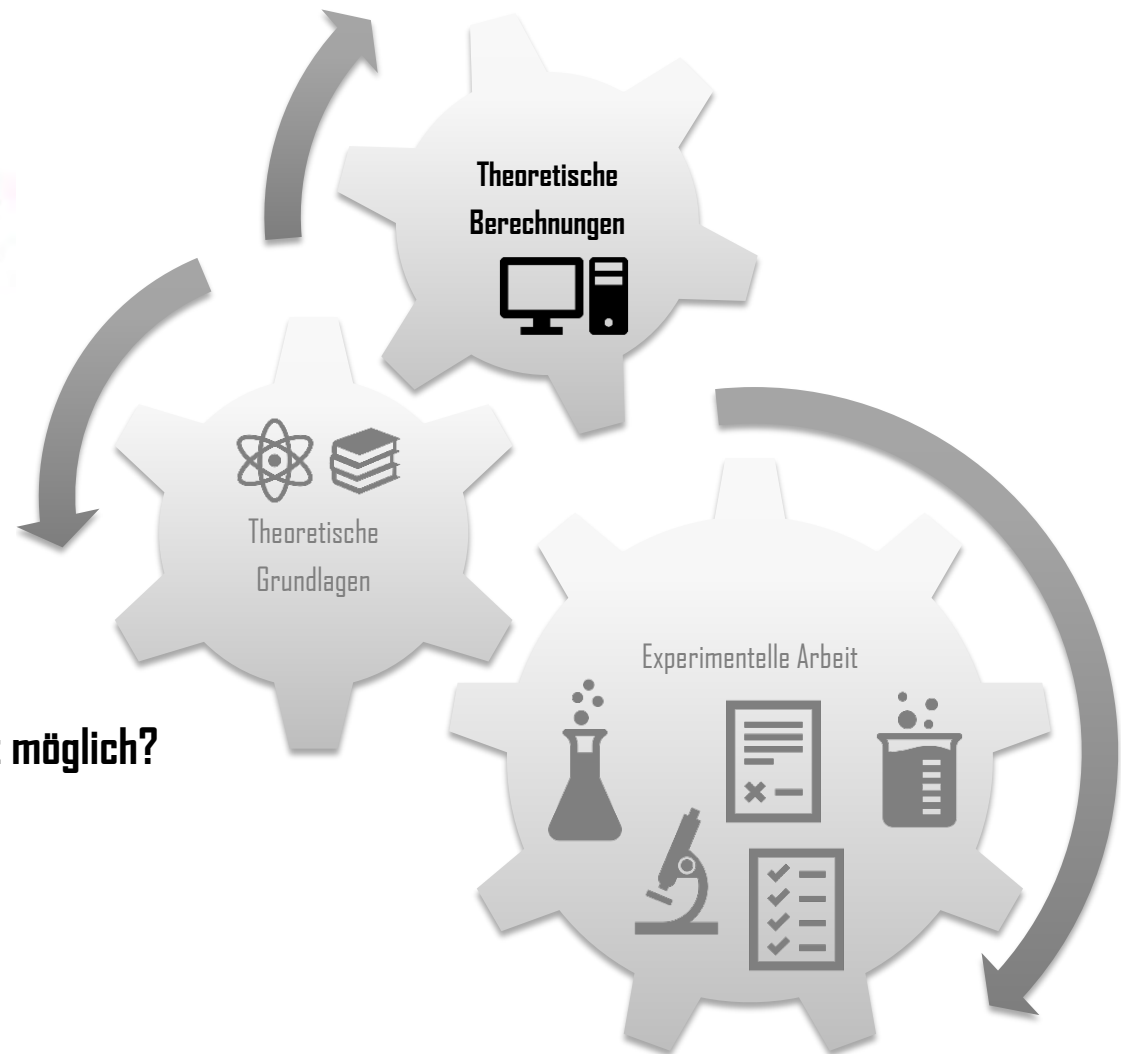 Theoretische
Berechnungen
Theoretische
Grundlagen
Experimentelle Arbeit
möglich?